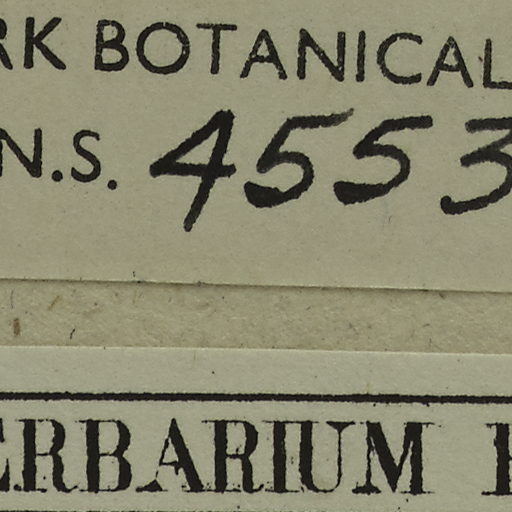 RK BOTANICAL
N.S. 4553
ERBARIUM